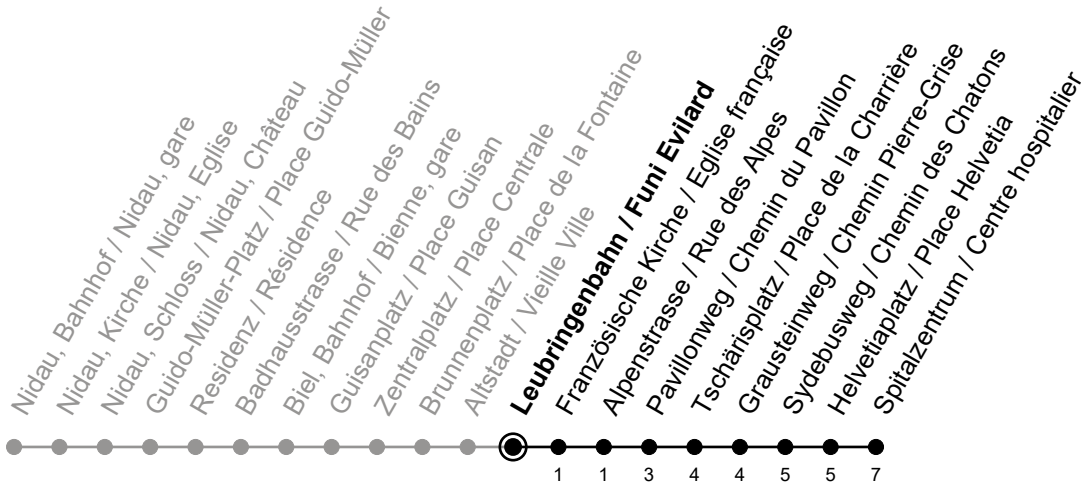 Nidau, Bahnhof / Nidau, gare
Nidau, Kirche / Nidau, Eglise
Nidau, Schloss / Nidau, Château
Guido-Müller-Platz / Place Guido-Müller
Residenz / Résidence
Badhausstrasse / Rue des Bains
Biel, Bahnhof / Bienne, gare
Guisanplatz / Place Guisan
Zentralplatz / Place Centrale
Brunnenplatz / Place de la Fontaine
Altstadt / Vieille Ville
Leubringenbahn / Funi Evilard
Französische Kirche / Eglise française
Alpenstrasse / Rue des Alpes
Pavillonweg / Chemin du Pavillon
Tschärisplatz / Place de la Charrière
Grausteinweg / Chemin Pierre-Grise
Sydebusweg / Chemin des Chatons
Helvetiaplatz / Place Helvetia
Spitalzentrum / Centre hospitalier
1 1 3 4 4 5 5 7